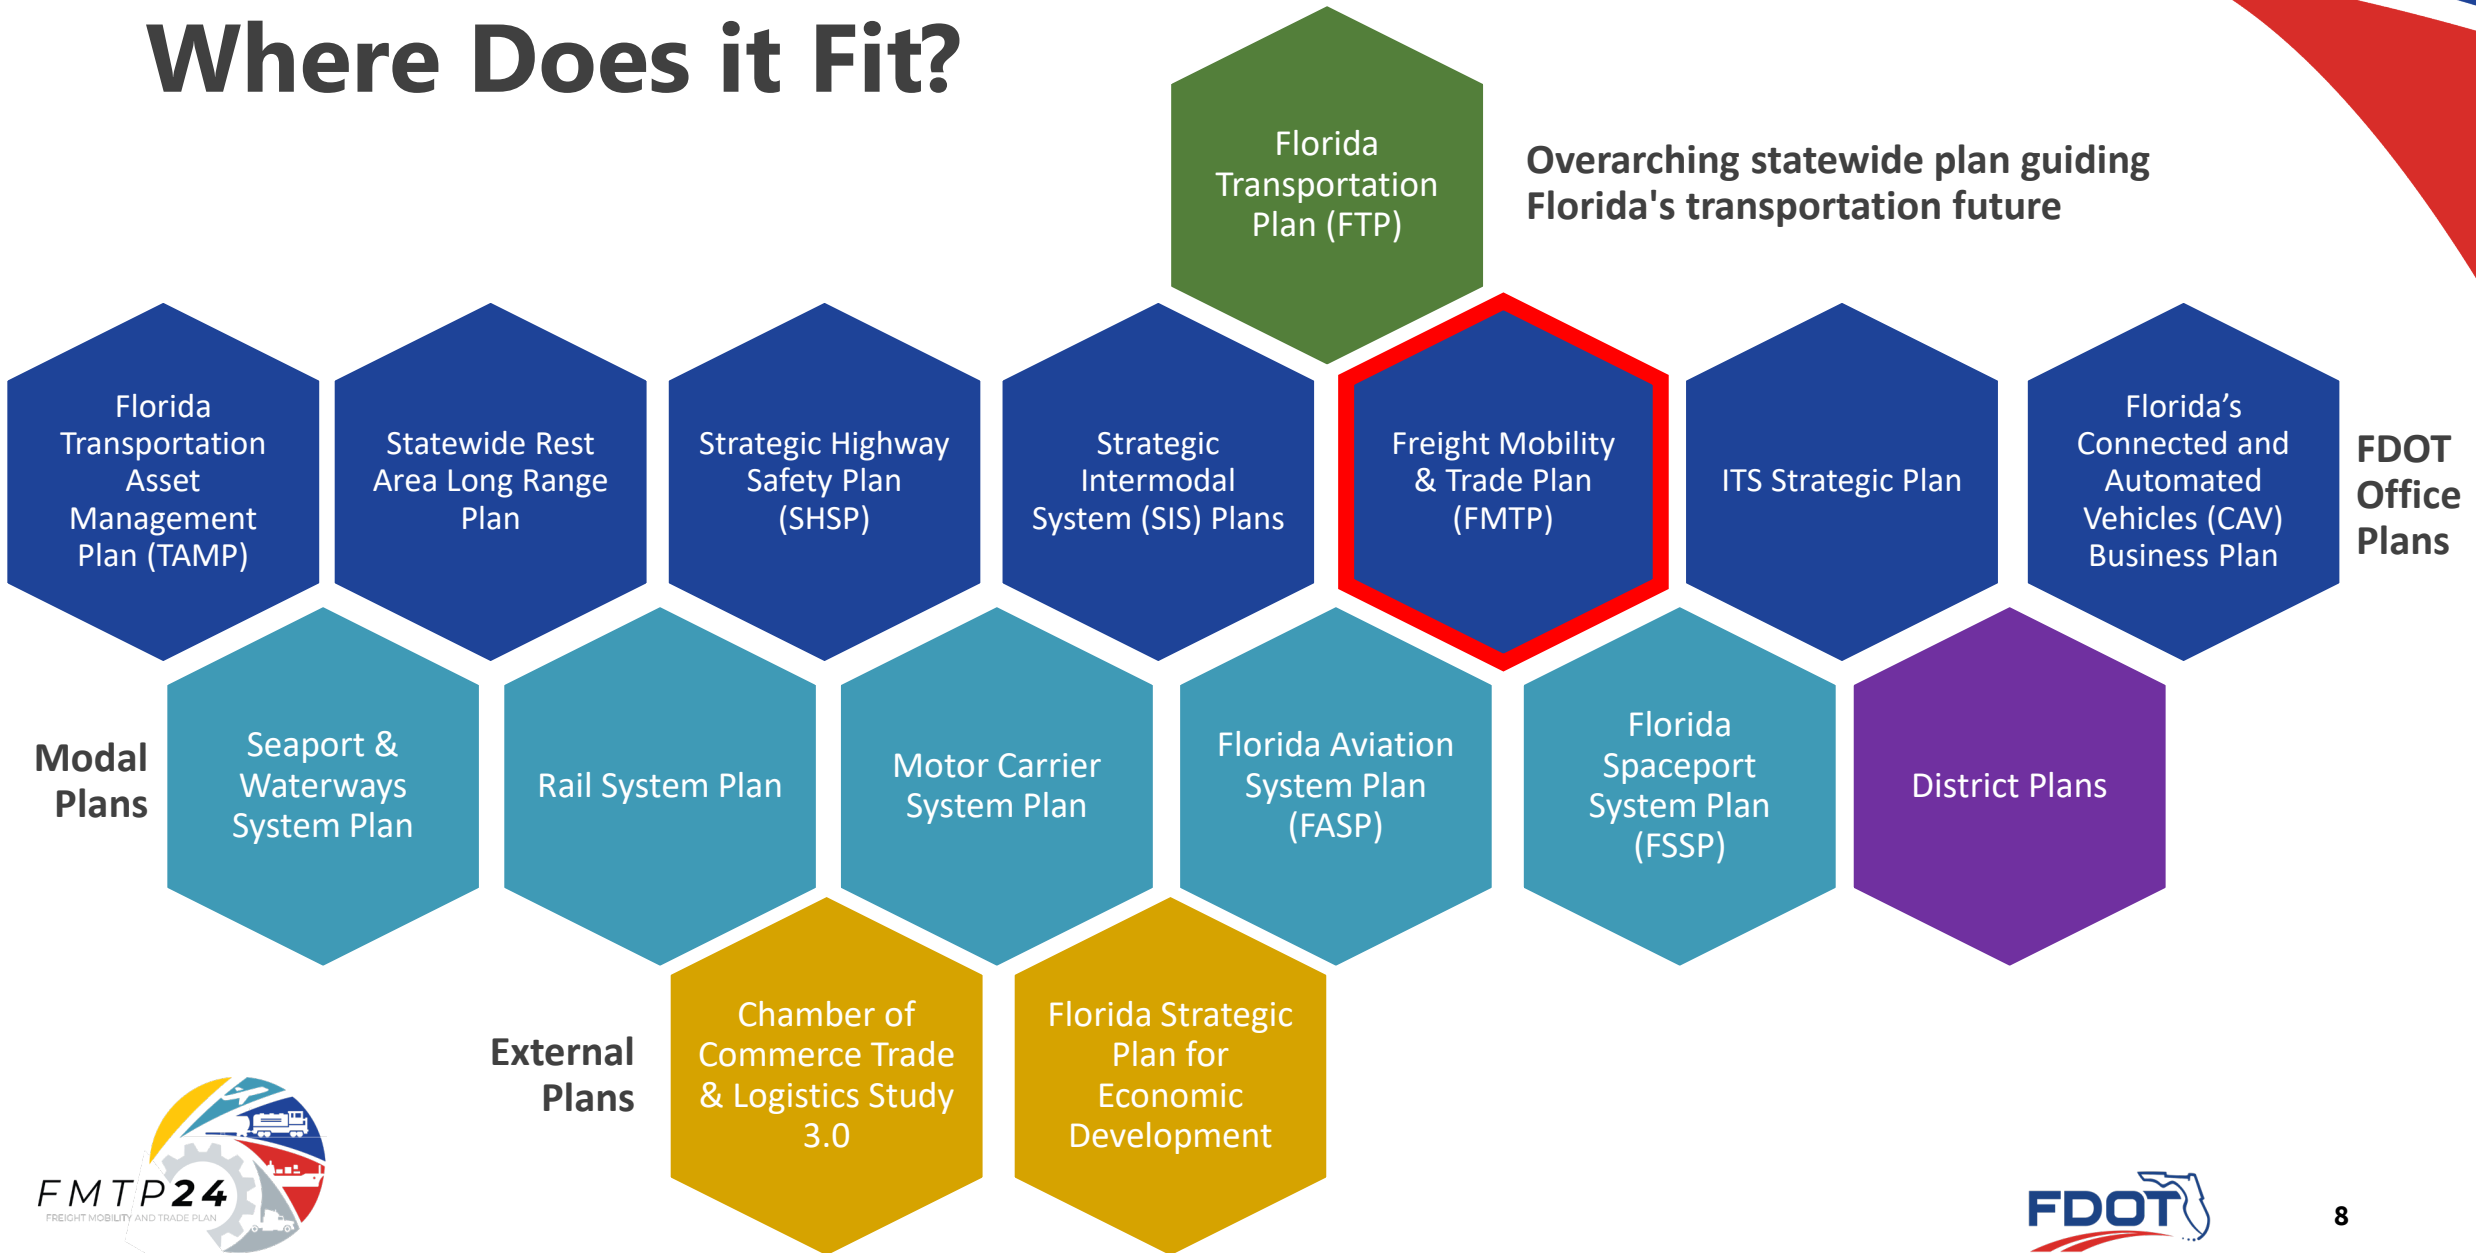 Where Does it Fit?
Florida
Transportation
Plan (FTP)
Overarching statewide plan guiding
Florida's transportation future
Florida
Transportation
Asset
Management
Plan (TAMP)
Statewide Rest
Area Long Range
Plan
Strategic Highway
Safety Plan
(SHSP)
Strategic
Intermodal
System (SIS) Plans
Freight Mobility
& Trade Plan
(FMTP)
ITS Strategic Plan
Florida’s
Connected and
Automated
Vehicles (CAV)
Business Plan
FDOT
Office
Plans
Modal
Plans
Seaport &
Waterways
System Plan
Rail System Plan
Motor Carrier
System Plan
Florida Aviation
System Plan
(FASP)
Florida
Spaceport
System Plan
(FSSP)
District Plans
External
Plans
Chamber of
Commerce Trade
& Logistics Study
3.0
Florida Strategic
Plan for
Economic
Development
FMTP24
FREIGHT MOBILITY AND TRADE PLAN
FDOT
8